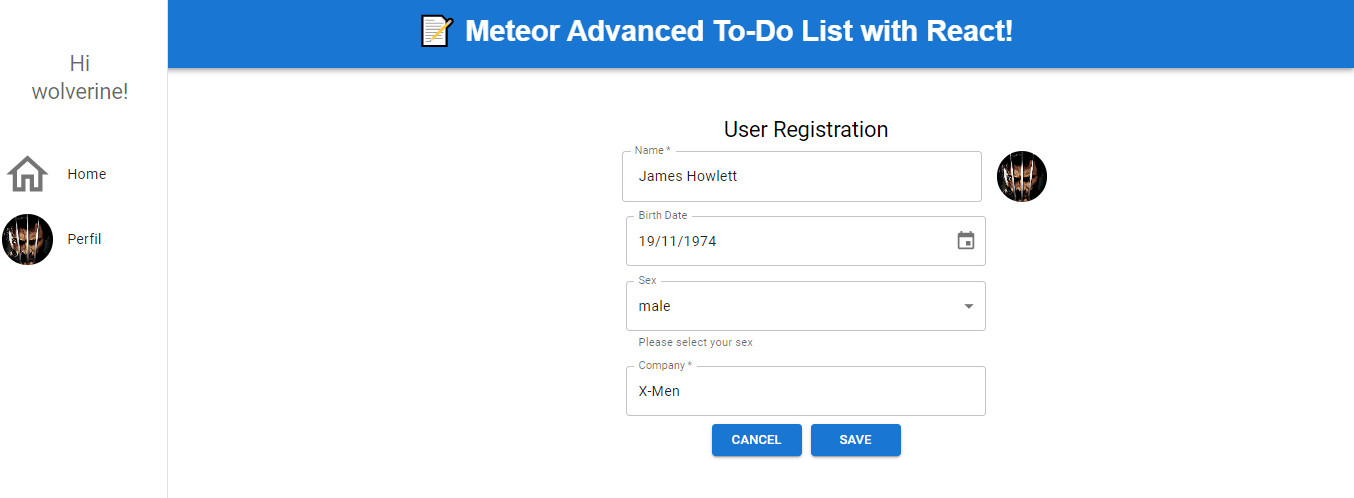 Meteor Advanced To-Do List with React!
Hi
wolverine!
Home
Perfil
User Registration
Name *
James Howlett
Birth Date
19/11/1974
Sex
male
Please select your sex
Company *
X-Men
CANCEL SAVE